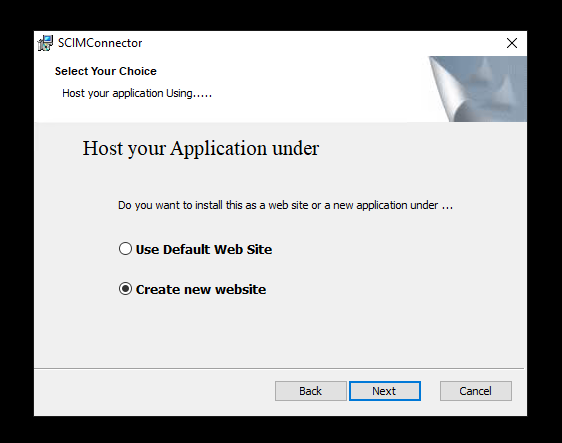 SCIMConnector
Select Your Choice
Host your application Using.....
Host your Application under
Do you want to install this as a web site or a new application under ...
Use Default Web Site
Create new website
Back Next Cancel